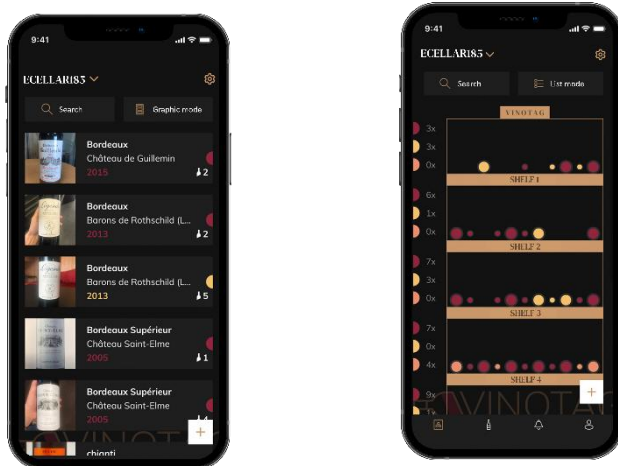 9:41
ECELLAR185
Search
Graphic mode
Bordeaux
Château de Guillemin
2015
2
Bordeaux
Barons de Rothschild (L...
2013
2
Bordeaux
Barons de Rothschild (L...
2013
5
Bordeaux Supérieur
Château Saint-Elme
2005
1
Bordeaux Supérieur
Château Saint-Elme
2005
4
chianti
VINOTAG
+
9:41
ECELLAR185
Search
List mode
VINOTAG
3x
3x
0x
SHELF 1
6x
1x
0x
SHELF 2
7x
3x
0x
SHELF 3
7x
0x
4x
SHELF 4
9x
+
VINOTAG